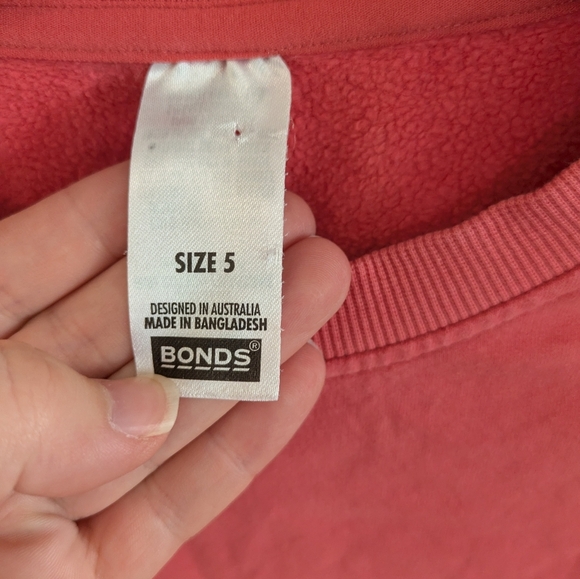 SIZE 5
DESIGNED IN AUSTRALIA
MADE IN BANGLADESH
BONDS®